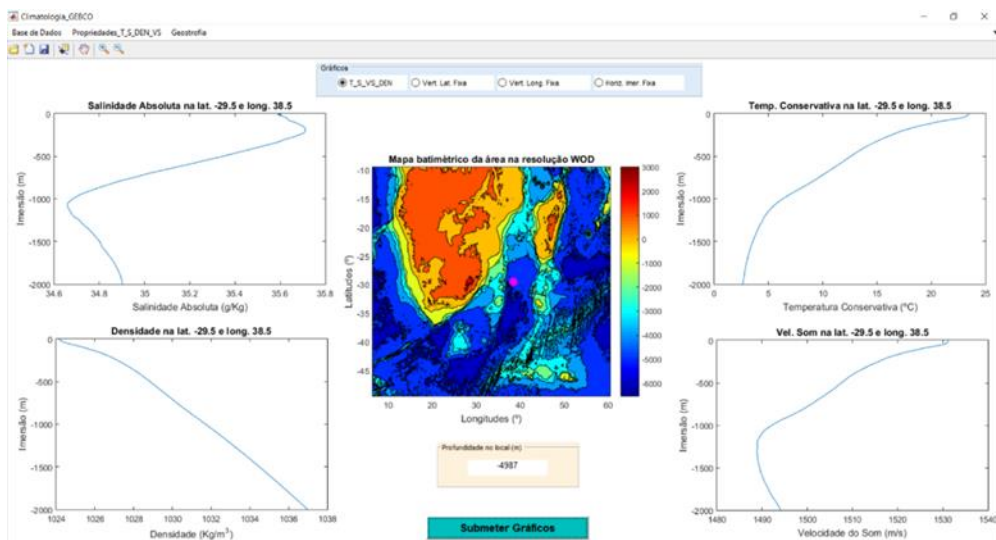 Climatologia_GEBCO
Base de Dados Propriedades_T_S_DEN_VS Geostrofia
Gráficos
T_S_VS_DEN Vert. Lat. Fixa Vert. Long. Fixa Horiz. Imer. Fixa
Salinidade Absoluta na lat. -29.5 e long. 38.5
0
-500
-1000
-1500
-2000
Imersão (m)
34.6 34.8 35 35.2 35.4 35.6 35.8
Salinidade Absoluta (g/Kg)
Temp. Conservativa na lat. -29.5 e long. 38.5
0
-500
-1000
-1500
-2000
Imersão (m)
0 5 10 15 20 25
Temperatura Conservativa (ºC)
Mapa batimètrico da área na resolução WOD
-10
-15
-20
-25
-30
-35
-40
-45
Latitudes (º)
10 20 30 40 50 60
Longitudes (º)
3000
2000
1000
0
-1000
-2000
-3000
-4000
-5000
-6000
Densidade na lat. -29.5 e long. 38.5
0
-500
-1000
-1500
-2000
Imersão (m)
1024 1026 1028 1030 1032 1034 1036 1038
Densidade (Kg/m³)
Vel. Som na lat. -29.5 e long. 38.5
0
-500
-1000
-1500
-2000
Imersão (m)
1480 1490 1500 1510 1520 1530 1540
Velocidade do Som (m/s)
Profundidade no local (m)
-4987
Submeter Gráficos